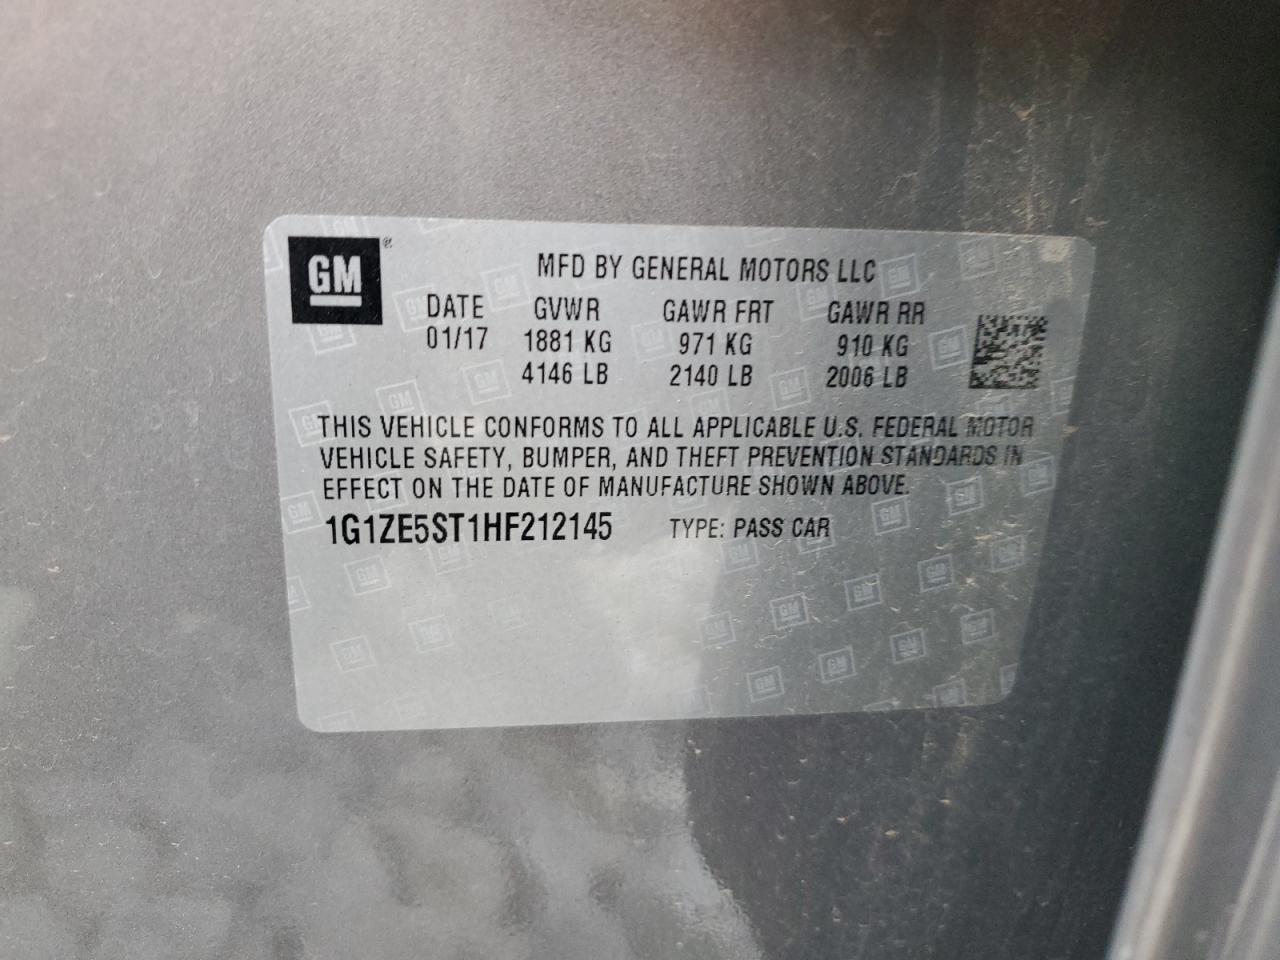 GM ®
MFD BY GENERAL MOTORS LLC
DATE GVWR GAWR FRT GAWR RR
01/17 1881 KG 971 KG 910 KG
4146 LB 2140 LB 2006 LB
THIS VEHICLE CONFORMS TO ALL APPLICABLE U.S. FEDERAL MOTOR
VEHICLE SAFETY, BUMPER, AND THEFT PREVENTION STANDARDS IN
EFFECT ON THE DATE OF MANUFACTURE SHOWN ABOVE.
1G1ZE5ST1HF212145 TYPE: PASS CAR